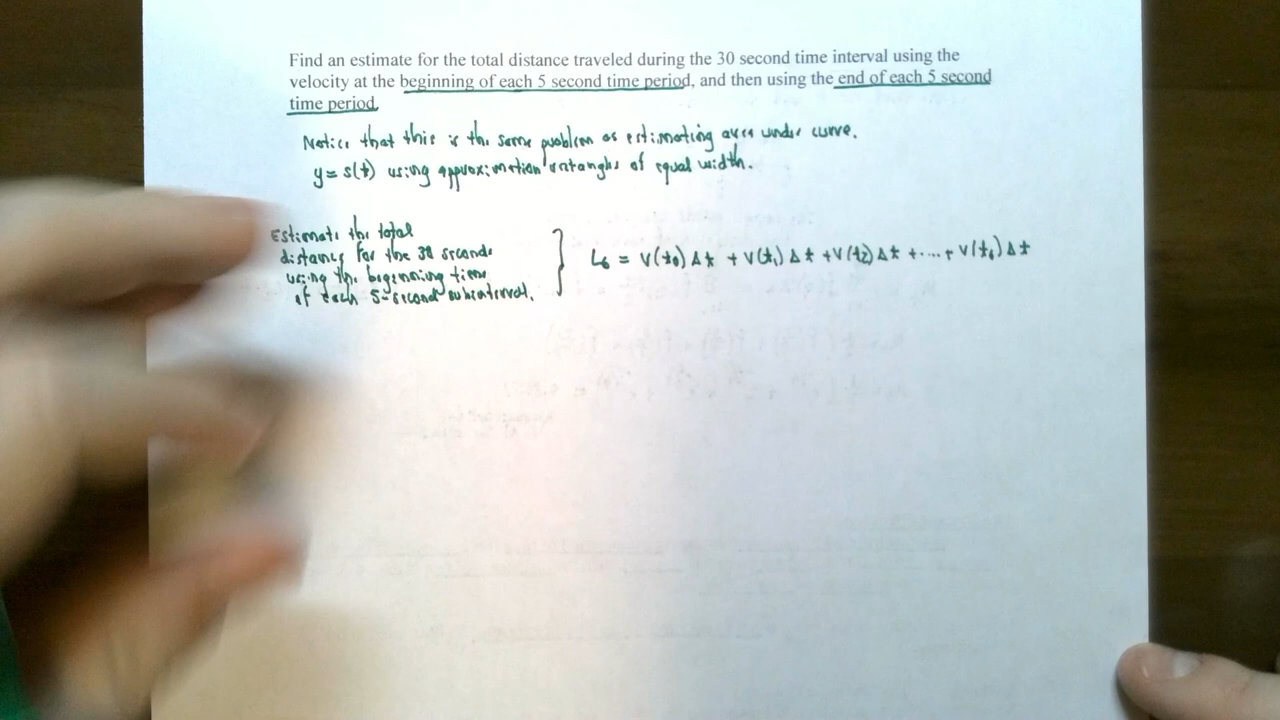 Find an estimate for the total distance traveled during the 30 second time interval using the
velocity at the beginning of each 5 second time period, and then using the end of each 5 second
time period.
Notice that this is the same problem as estimating area under curve.
y = s(t) using approximation rectangles of equal width.
Estimate the total
distance for the 30 seconds
using the beginning time
of each 5-second subinterval.
L₆ = v(t₀) Δt + v(t₁) Δt + v(t₂) Δt + .... + v(t₆) Δt